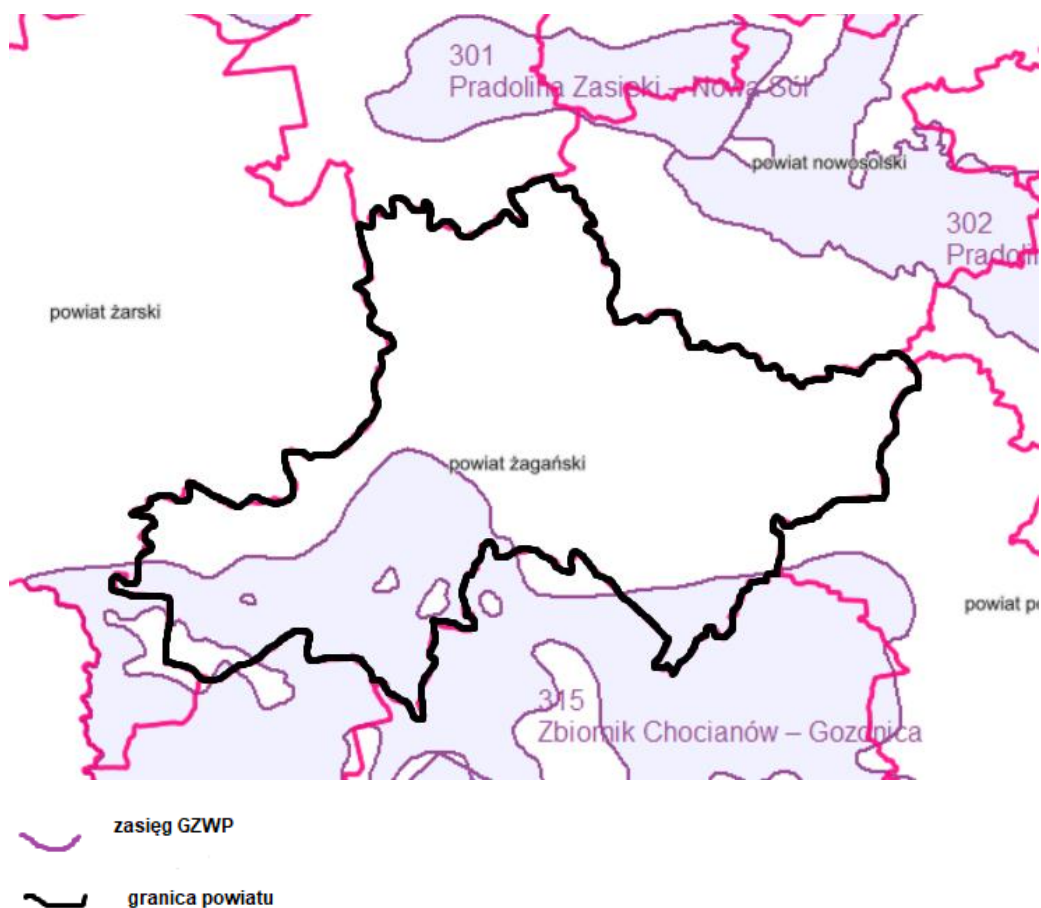 301
Pradolina Zasieki – Nowa Sól
powiat nowosolski
302
Pradolin
powiat żarski
powiat żagański
powiat po
315
Zbiornik Chocianów – Gozdnica
zasięg GZWP
granica powiatu